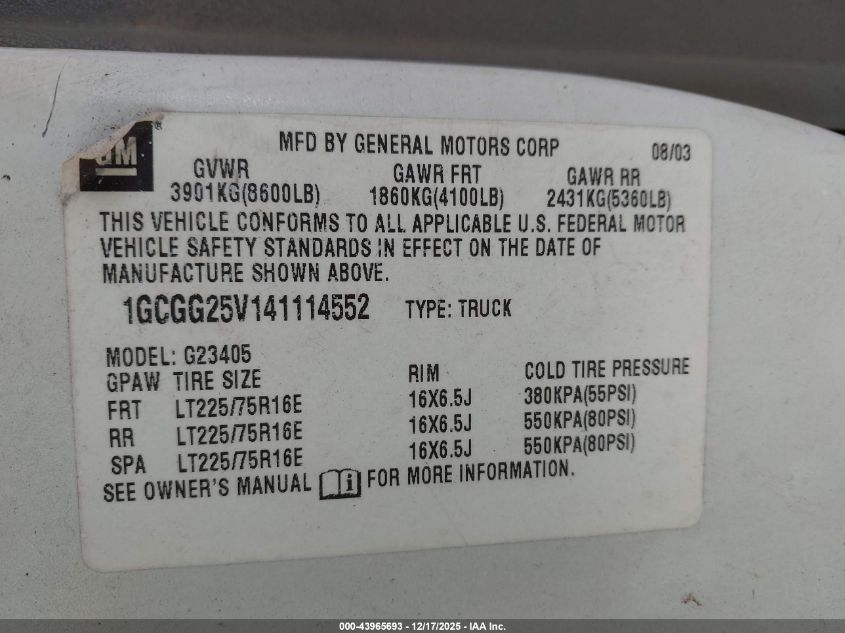 GM
MFD BY GENERAL MOTORS CORP 08/03
GVWR GAWR FRT GAWR RR
3901KG(8600LB) 1860KG(4100LB) 2431KG(5360LB)
THIS VEHICLE CONFORMS TO ALL APPLICABLE U.S. FEDERAL MOTOR
VEHICLE SAFETY STANDARDS IN EFFECT ON THE DATE OF
MANUFACTURE SHOWN ABOVE.
1GCGG25V141114552 TYPE: TRUCK
MODEL: G23405
GPAW TIRE SIZE RIM COLD TIRE PRESSURE
FRT LT225/75R16E 16X6.5J 380KPA(55PSI)
RR LT225/75R16E 16X6.5J 550KPA(80PSI)
SPA LT225/75R16E 16X6.5J 550KPA(80PSI)
SEE OWNER'S MANUAL i FOR MORE INFORMATION.
000-43965693 - 12/17/2025 - IAA Inc.